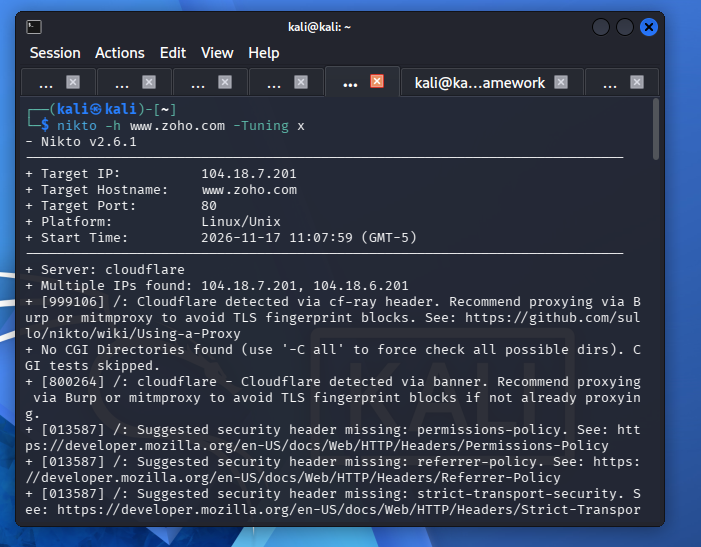 kali@kali: ~
Session Actions Edit View Help
... ... ... ... ... kali@ka...amework ...
┌──(kali㉿kali)-[~]
└─$ nikto -h www.zoho.com -Tuning x
- Nikto v2.6.1
+ Target IP: 104.18.7.201
+ Target Hostname: www.zoho.com
+ Target Port: 80
+ Platform: Linux/Unix
+ Start Time: 2026-11-17 11:07:59 (GMT-5)
+ Server: cloudflare
+ Multiple IPs found: 104.18.7.201, 104.18.6.201
+ [999106] /: Cloudflare detected via cf-ray header. Recommend proxying via B
urp or mitmproxy to avoid TLS fingerprint blocks. See: https://github.com/sul
lo/nikto/wiki/Using-a-Proxy
+ No CGI Directories found (use '-C all' to force check all possible dirs). C
GI tests skipped.
+ [800264] /: cloudflare - Cloudflare detected via banner. Recommend proxying
via Burp or mitmproxy to avoid TLS fingerprint blocks if not already proxyin
g.
+ [013587] /: Suggested security header missing: permissions-policy. See: htt
ps://developer.mozilla.org/en-US/docs/Web/HTTP/Headers/Permissions-Policy
+ [013587] /: Suggested security header missing: referrer-policy. See: https:
//developer.mozilla.org/en-US/docs/Web/HTTP/Headers/Referrer-Policy
+ [013587] /: Suggested security header missing: strict-transport-security. S
ee: https://developer.mozilla.org/en-US/docs/Web/HTTP/Headers/Strict-Transpor
KALI